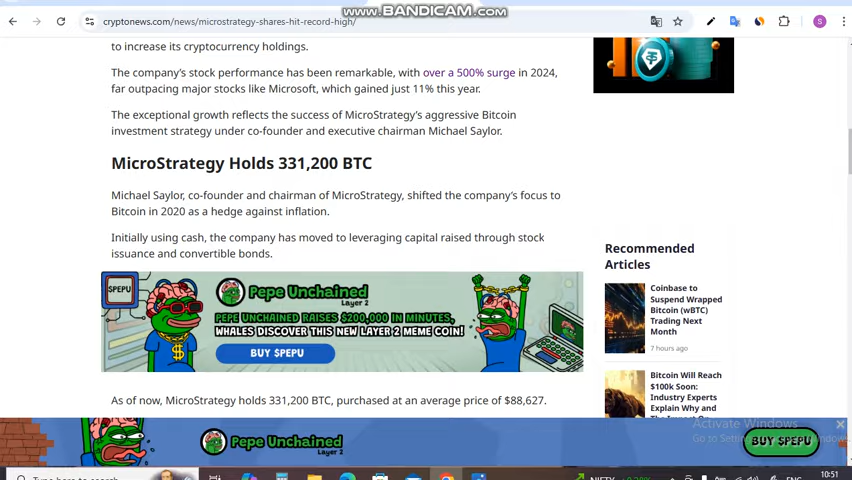 www.BANDICAM.com
cryptonews.com/news/microstrategy-shares-hit-record-high/
S
to increase its cryptocurrency holdings.
The company's stock performance has been remarkable, with over a 500% surge in 2024,
far outpacing major stocks like Microsoft, which gained just 11% this year.
The exceptional growth reflects the success of MicroStrategy's aggressive Bitcoin
investment strategy under co-founder and executive chairman Michael Saylor.
MicroStrategy Holds 331,200 BTC
Michael Saylor, co-founder and chairman of MicroStrategy, shifted the company's focus to
Bitcoin in 2020 as a hedge against inflation.
Initially using cash, the company has moved to leveraging capital raised through stock
issuance and convertible bonds.
$PEPU
Pepe Unchained
Layer 2
PEPE UNCHAINED RAISES $200,000 IN MINUTES,
WHALES DISCOVER THIS NEW LAYER 2 MEME COIN!
BUY $PEPU
As of now, MicroStrategy holds 331,200 BTC, purchased at an average price of $88,627.
Recommended
Articles
Coinbase to
Suspend Wrapped
Bitcoin (wBTC)
Trading Next
Month
7 hours ago
Bitcoin Will Reach
$100k Soon:
Industry Experts
Explain Why and
Activate Windows
Pepe Unchained
Layer 2
BUY $PEPU
Type here to search
NIFTY
ENG
10:51